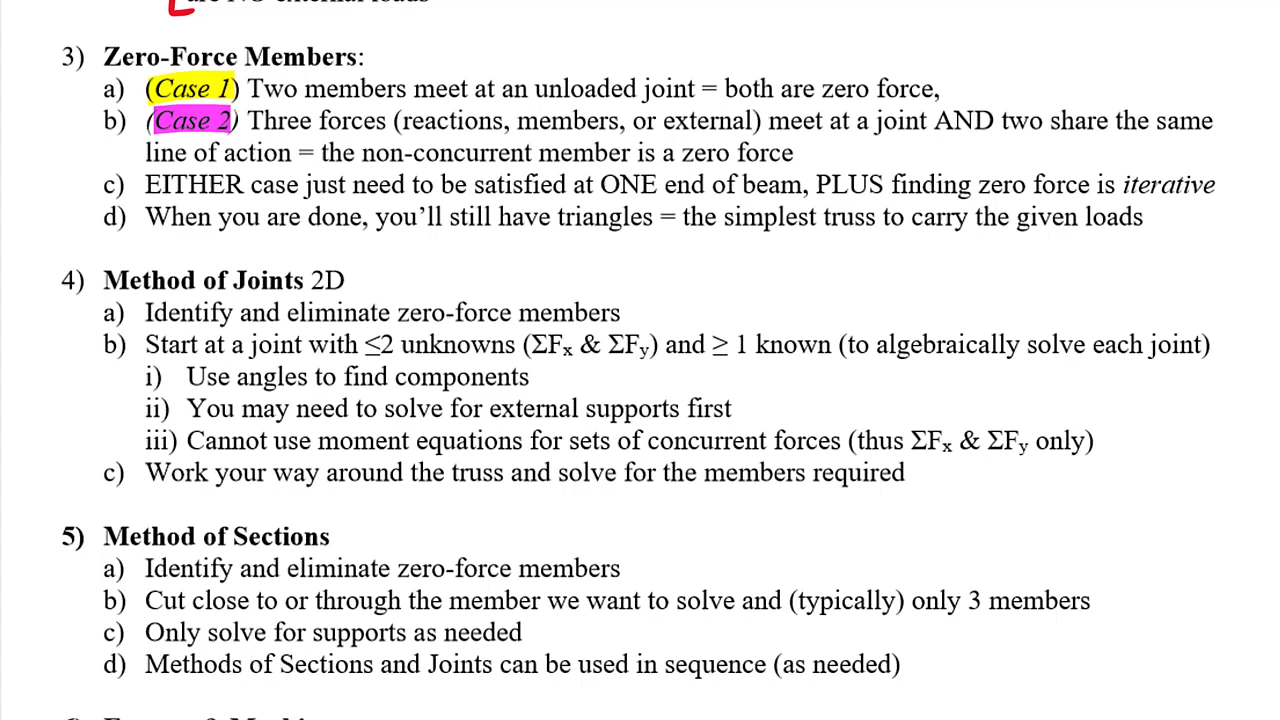 are NO external loads
3) Zero-Force Members:
a) (Case 1) Two members meet at an unloaded joint = both are zero force,
b) (Case 2) Three forces (reactions, members, or external) meet at a joint AND two share the same
line of action = the non-concurrent member is a zero force
c) EITHER case just need to be satisfied at ONE end of beam, PLUS finding zero force is iterative
d) When you are done, you’ll still have triangles = the simplest truss to carry the given loads
4) Method of Joints 2D
a) Identify and eliminate zero-force members
b) Start at a joint with ≤2 unknowns (ΣFx & ΣFy) and ≥ 1 known (to algebraically solve each joint)
i) Use angles to find components
ii) You may need to solve for external supports first
iii) Cannot use moment equations for sets of concurrent forces (thus ΣFx & ΣFy only)
c) Work your way around the truss and solve for the members required
5) Method of Sections
a) Identify and eliminate zero-force members
b) Cut close to or through the member we want to solve and (typically) only 3 members
c) Only solve for supports as needed
d) Methods of Sections and Joints can be used in sequence (as needed)